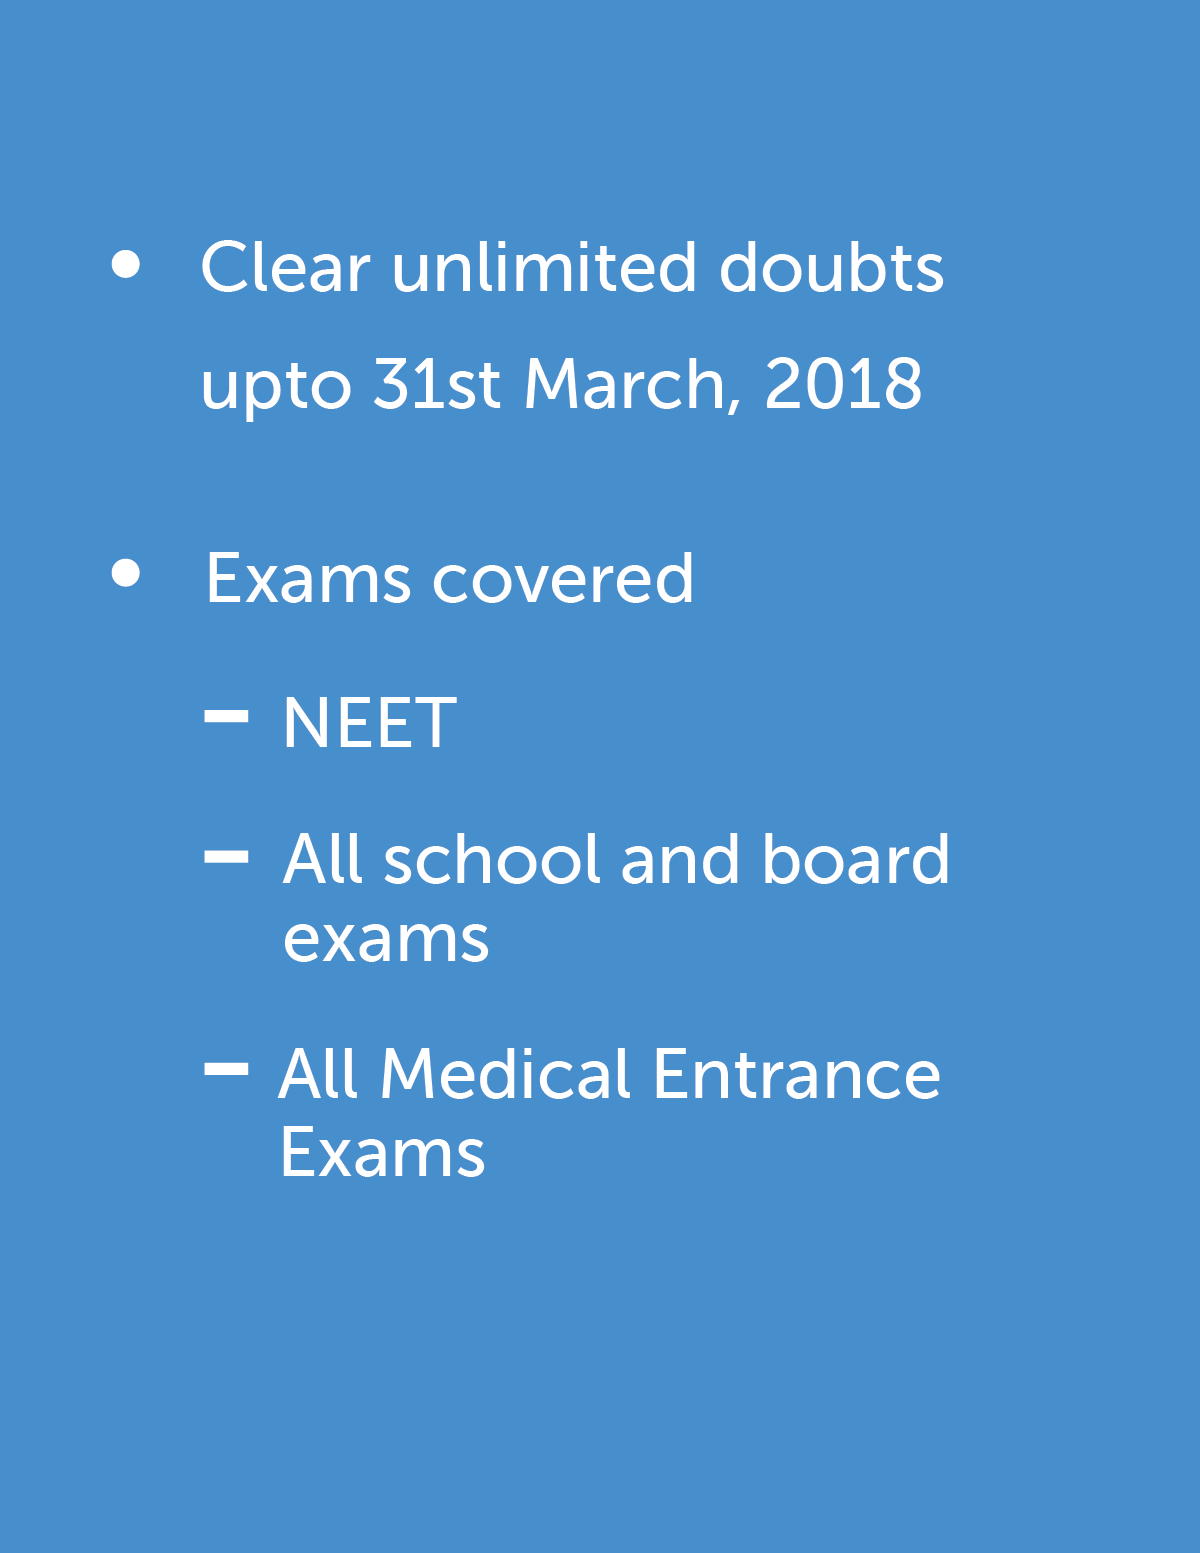 • Clear unlimited doubts
upto 31st March, 2018
• Exams covered
- NEET
- All school and board
exams
- All Medical Entrance
Exams